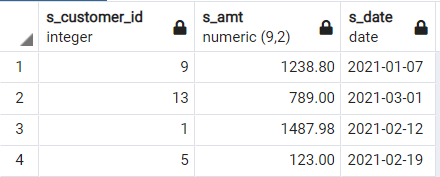 s_customer_id s_amt s_date
integer numeric (9,2) date
1 9 1238.80 2021-01-07
2 13 789.00 2021-03-01
3 1 1487.98 2021-02-12
4 5 123.00 2021-02-19